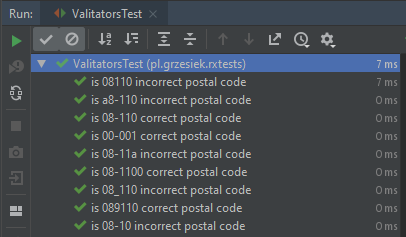 Run: ValitatorsTest
ValitatorsTest (pl.grzesiek.rxtests) 7 ms
is 08110 incorrect postal code 7 ms
is a8-110 incorrect postal code 0 ms
is 08-110 correct postal code 0 ms
is 00-001 correct postal code 0 ms
is 08-11a incorrect postal code 0 ms
is 08-1100 correct postal code 0 ms
is 08_110 incorrect postal code 0 ms
is 089110 correct postal code 0 ms
is 08-10 incorrect postal code 0 ms